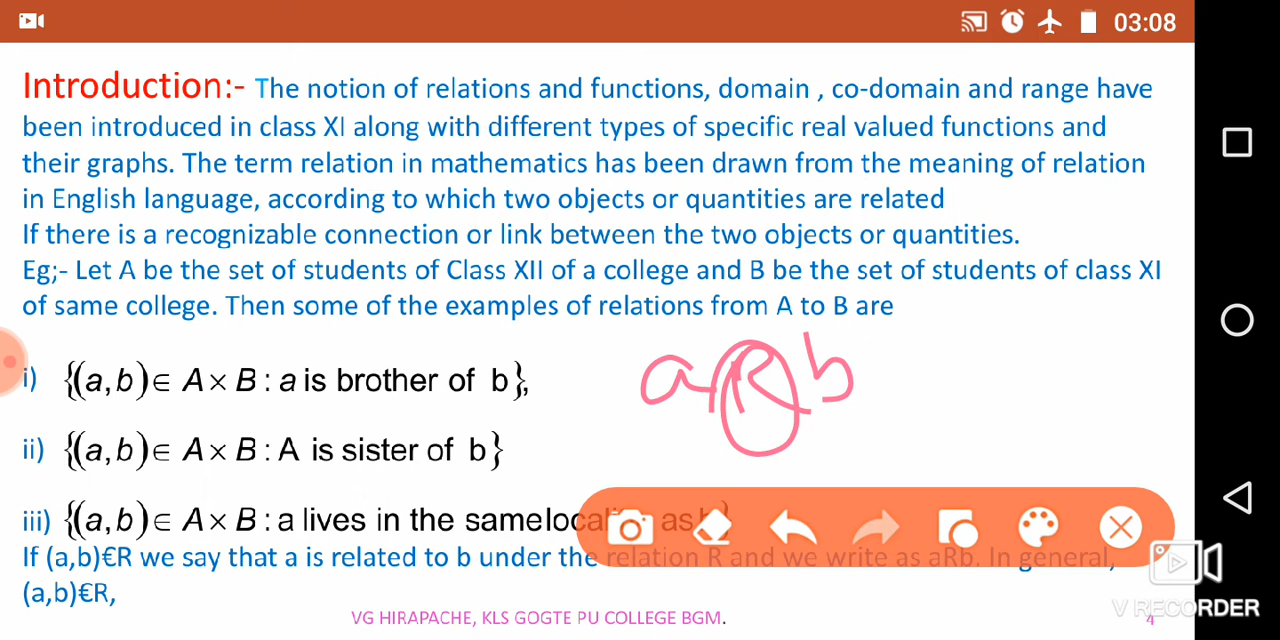 03:08
Introduction:- The notion of relations and functions, domain , co-domain and range have
been introduced in class XI along with different types of specific real valued functions and
their graphs. The term relation in mathematics has been drawn from the meaning of relation
in English language, according to which two objects or quantities are related
If there is a recognizable connection or link between the two objects or quantities.
Eg;- Let A be the set of students of Class XII of a college and B be the set of students of class XI
of same college. Then some of the examples of relations from A to B are
i) {(a,b)∈ A×B : a is brother of b},
aRb
ii) {(a,b)∈ A×B : A is sister of b}
iii) {(a,b)∈ A×B : a lives in the same locality as b}
If (a,b)€R we say that a is related to b under the relation R and we write as aRb. In general,
(a,b)€R,
VG HIRAPACHE, KLS GOGTE PU COLLEGE BGM.
4
V RECORDER